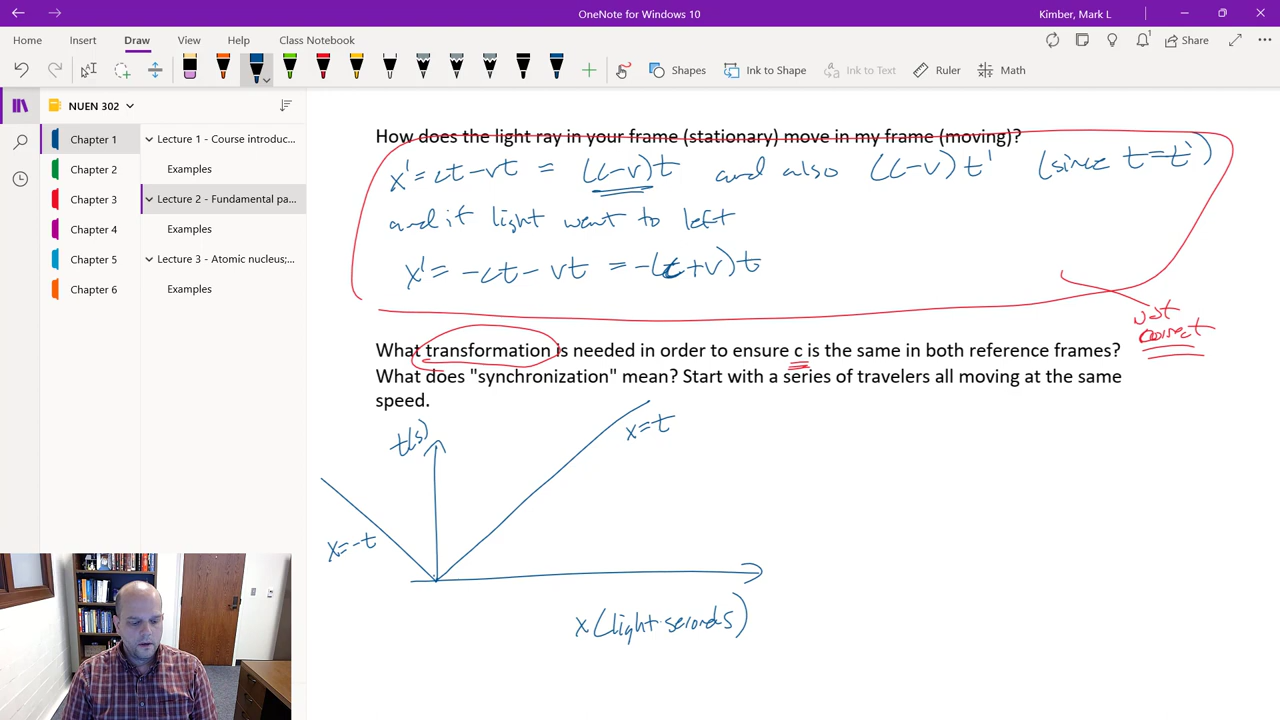 OneNote for Windows 10
Kimber, Mark L
Home Insert Draw View Help Class Notebook
Share
Shapes Ink to Shape Ink to Text Ruler Math
NUEN 302
Chapter 1
Chapter 2
Chapter 3
Chapter 4
Chapter 5
Chapter 6
Lecture 1 - Course introduc...
Examples
Lecture 2 - Fundamental pa...
Examples
Lecture 3 - Atomic nucleus;...
Examples
How does the light ray in your frame (stationary) move in my frame (moving)?
x' = ct - vt = (c-v)t and also (c-v)t' (since t=t')
and if light went to left
x' = -ct - vt = -(c+v)t
not
correct
What transformation is needed in order to ensure c is the same in both reference frames?
What does "synchronization" mean? Start with a series of travelers all moving at the same
speed.
t(s)
x=t
x=-t
x(light·seconds)